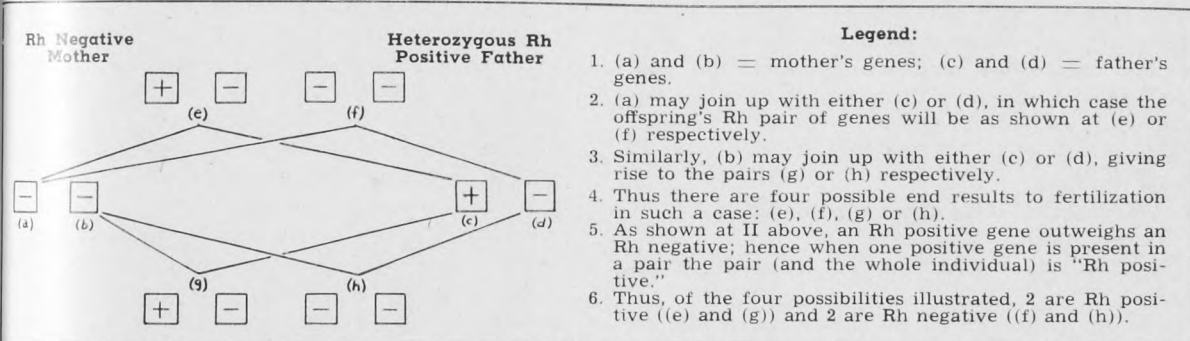 Rh Negative
Mother
Heterozygous Rh
Positive Father
+ − − −
(e) (f)
− − + −
(a) (b) (c) (d)
(g) (h)
+ − − −
Legend:
1. (a) and (b) = mother's genes; (c) and (d) = father's
genes.
2. (a) may join up with either (c) or (d), in which case the
offspring's Rh pair of genes will be as shown at (e) or
(f) respectively.
3. Similarly, (b) may join up with either (c) or (d), giving
rise to the pairs (g) or (h) respectively.
4. Thus there are four possible end results to fertilization
in such a case: (e), (f), (g) or (h).
5. As shown at II above, an Rh positive gene outweighs an
Rh negative; hence when one positive gene is present in
a pair the pair (and the whole individual) is "Rh posi-
tive."
6. Thus, of the four possibilities illustrated, 2 are Rh posi-
tive ((e) and (g)) and 2 are Rh negative ((f) and (h)).